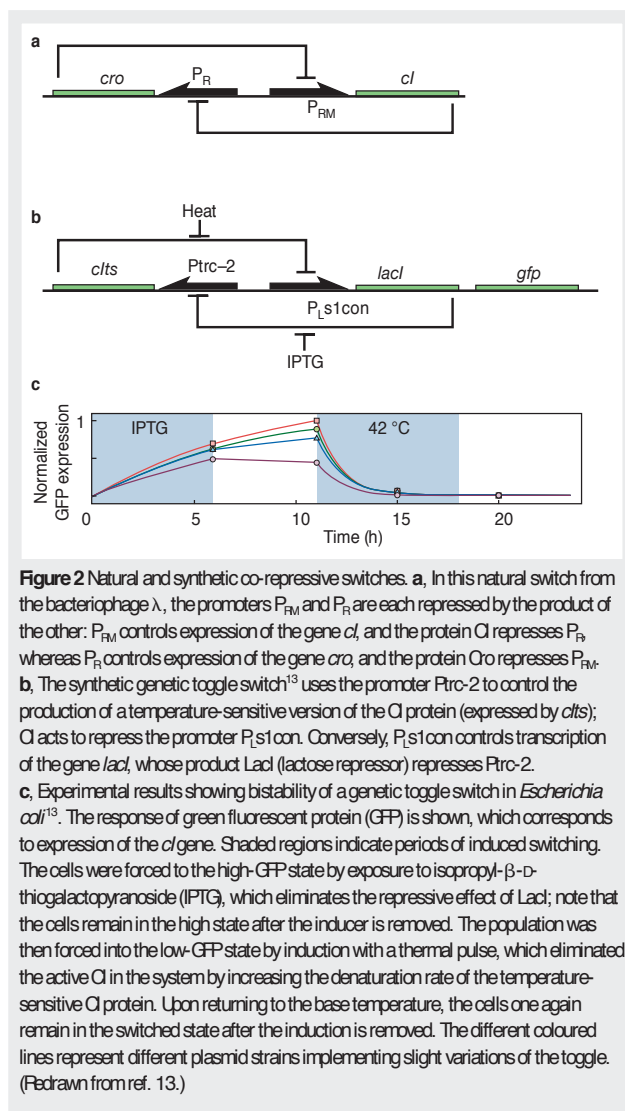 a
cro
P_R
P_RM
cI
b
Heat
cIts
Ptrc–2
lacI
gfp
P_Ls1con
IPTG
c
Normalized
GFP expression
1
IPTG
42 °C
0
5
10
15
20
Time (h)
Figure 2 Natural and synthetic co-repressive switches. a, In this natural switch from
the bacteriophage λ, the promoters P_RM and P_R are each repressed by the product of
the other: P_RM controls expression of the gene cI, and the protein CI represses P_R,
whereas P_R controls expression of the gene cro, and the protein Cro represses P_RM.
b, The synthetic genetic toggle switch¹³ uses the promoter Ptrc-2 to control the
production of a temperature-sensitive version of the CI protein (expressed by cIts);
CI acts to repress the promoter P_Ls1con. Conversely, P_Ls1con controls transcription
of the gene lacI, whose product LacI (lactose repressor) represses Ptrc-2.
c, Experimental results showing bistability of a genetic toggle switch in Escherichia
coli¹³. The response of green fluorescent protein (GFP) is shown, which corresponds
to expression of the cI gene. Shaded regions indicate periods of induced switching.
The cells were forced to the high-GFP state by exposure to isopropyl-β-D-
thiogalactopyranoside (IPTG), which eliminates the repressive effect of LacI; note that
the cells remain in the high state after the inducer is removed. The population was
then forced into the low-GFP state by induction with a thermal pulse, which eliminated
the active CI in the system by increasing the denaturation rate of the temperature-
sensitive CI protein. Upon returning to the base temperature, the cells one again
remain in the switched state after the induction is removed. The different coloured
lines represent different plasmid strains implementing slight variations of the toggle.
(Redrawn from ref. 13.)